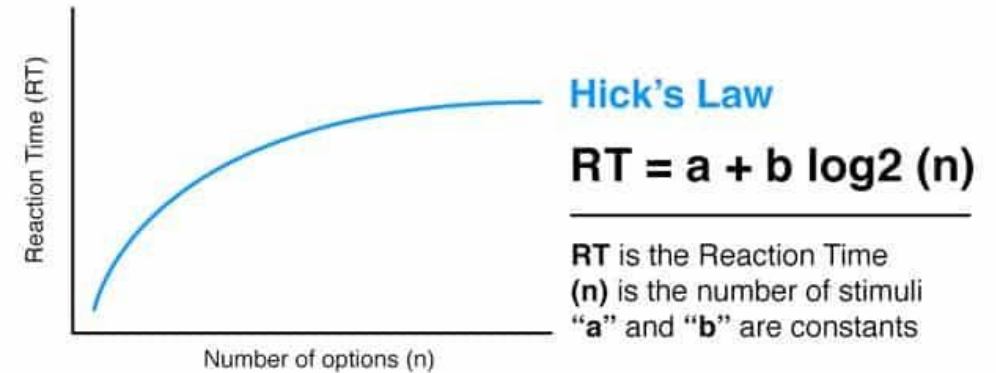 Reaction Time (RT)
Number of options (n)
Hick's Law
RT = a + b log2 (n)
RT is the Reaction Time
(n) is the number of stimuli
“a” and “b” are constants